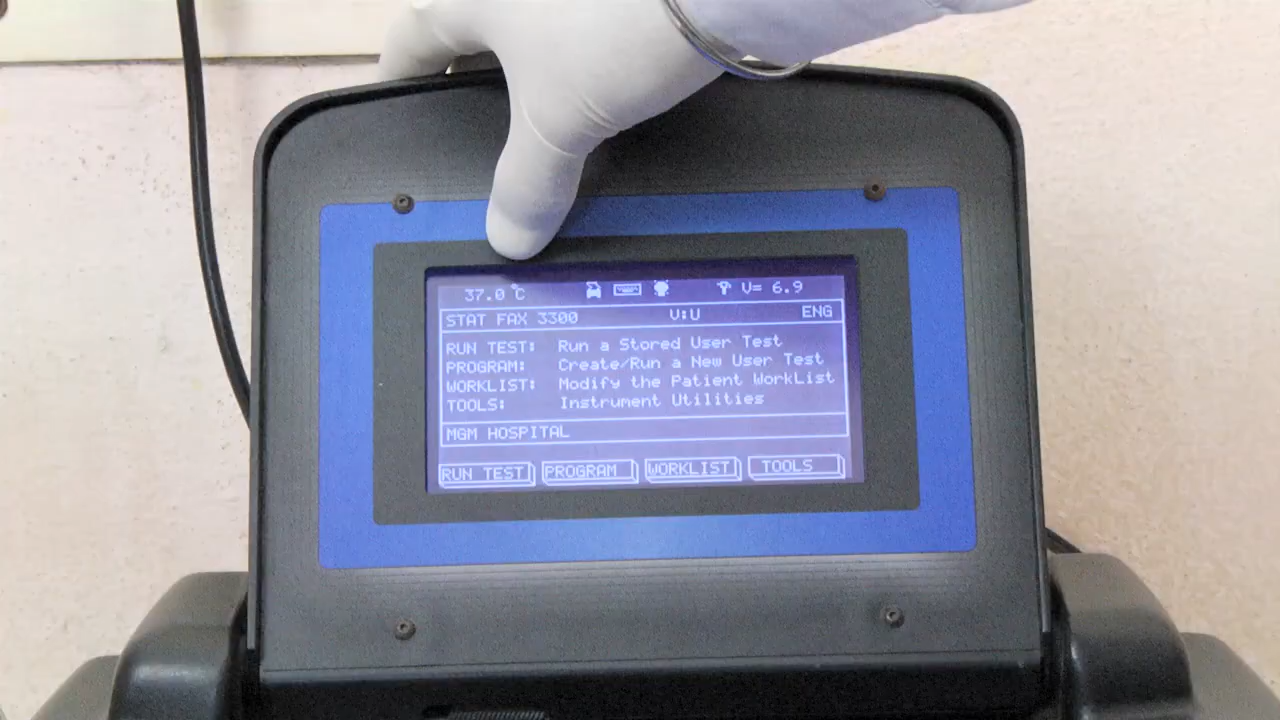 37.0 °C V= 6.9
STAT FAX 3300 V:U ENG
RUN TEST: Run a Stored User Test
PROGRAM: Create/Run a New User Test
WORKLIST: Modify the Patient WorkList
TOOLS: Instrument Utilities
MGM HOSPITAL
RUN TEST PROGRAM WORKLIST TOOLS